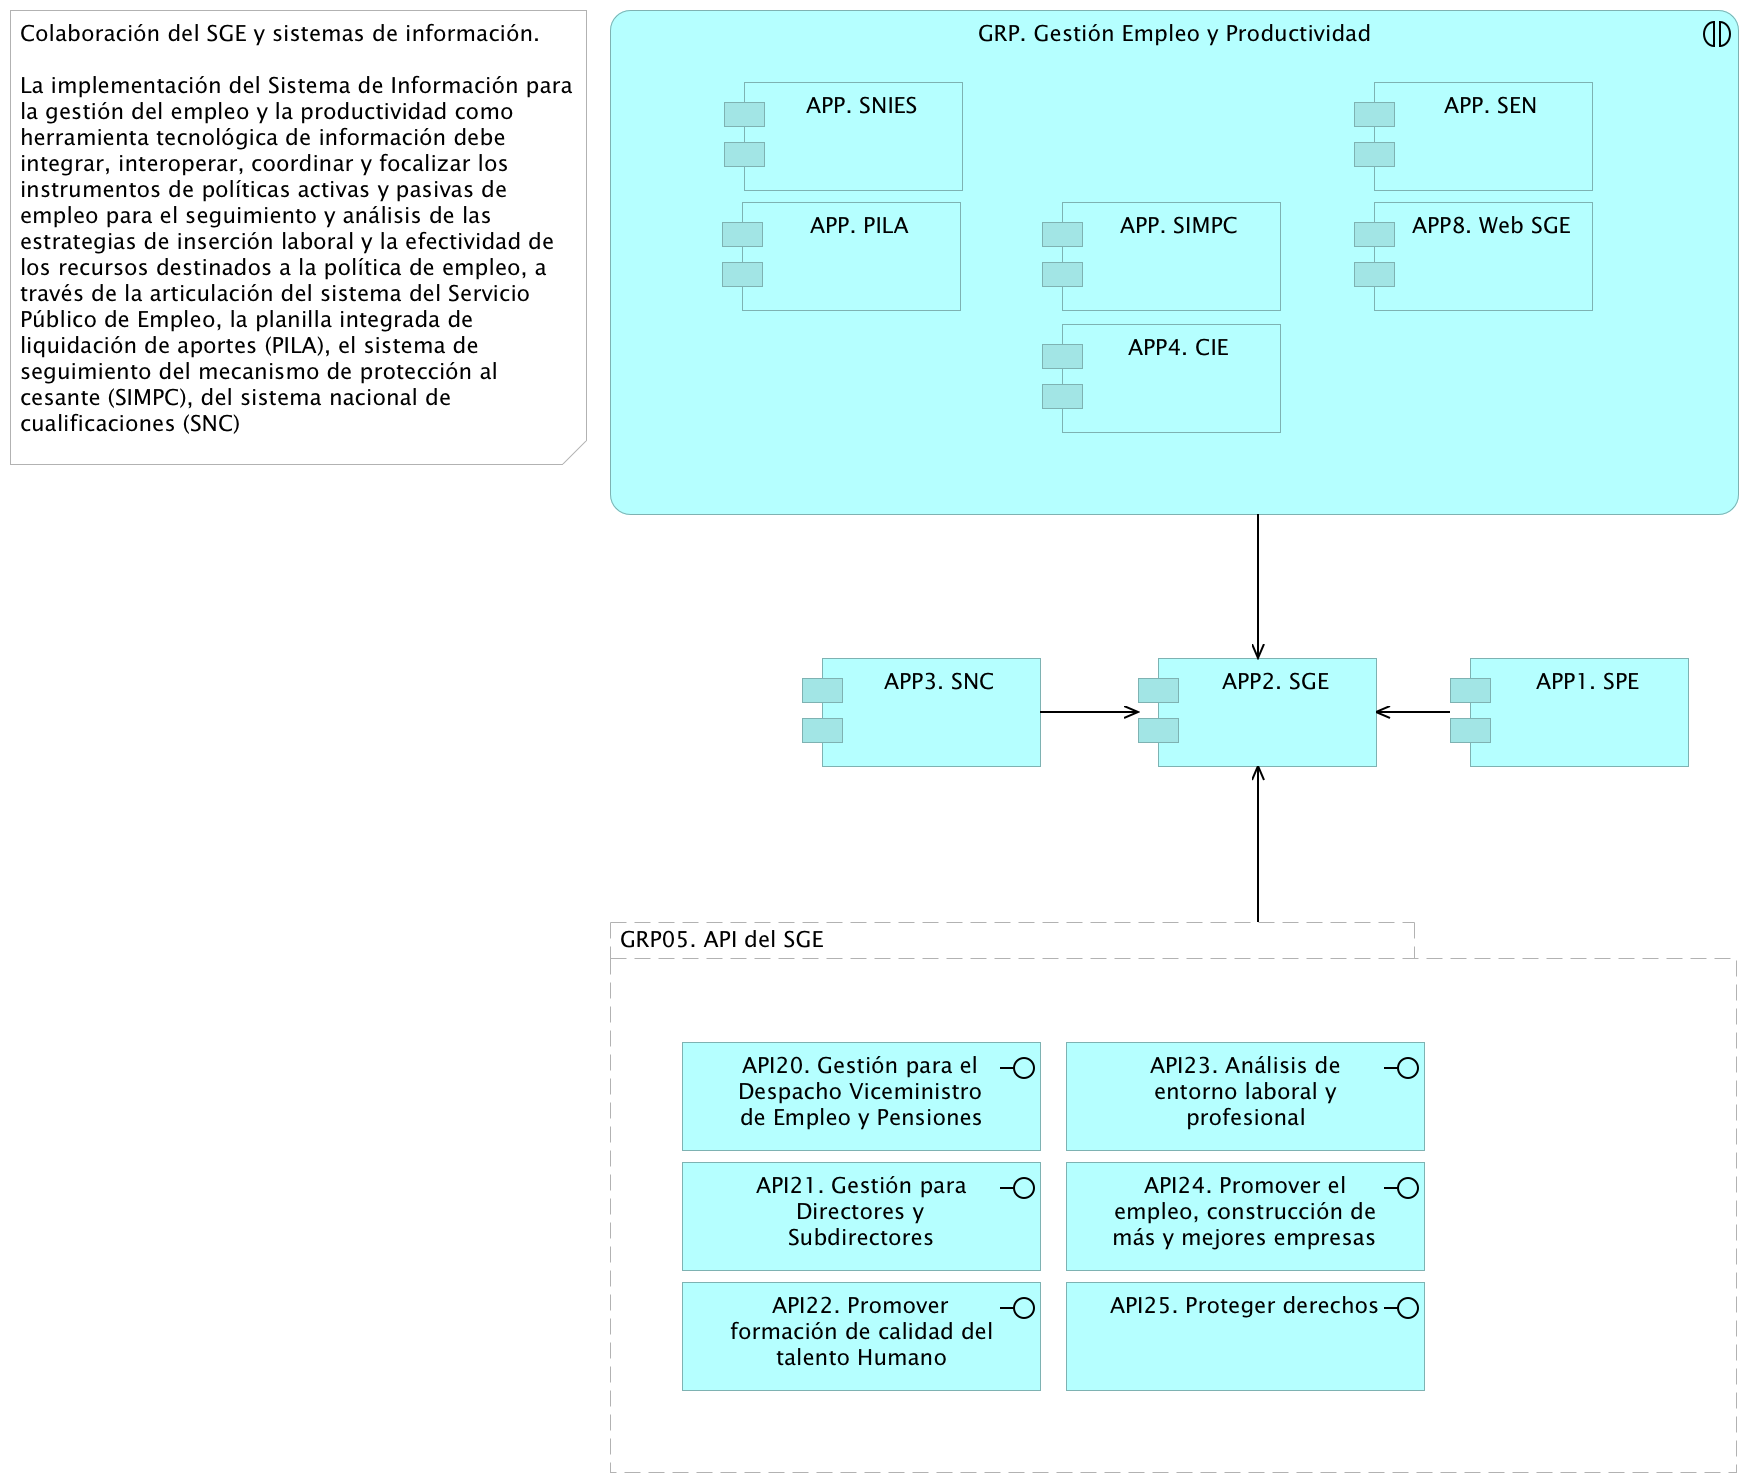 Colaboración del SGE y sistemas de información.
La implementación del Sistema de Información para
la gestión del empleo y la productividad como
herramienta tecnológica de información debe
integrar, interoperar, coordinar y focalizar los
instrumentos de políticas activas y pasivas de
empleo para el seguimiento y análisis de las
estrategias de inserción laboral y la efectividad de
los recursos destinados a la política de empleo, a
través de la articulación del sistema del Servicio
Público de Empleo, la planilla integrada de
liquidación de aportes (PILA), el sistema de
seguimiento del mecanismo de protección al
cesante (SIMPC), del sistema nacional de
cualificaciones (SNC)
GRP. Gestión Empleo y Productividad
APP. SNIES
APP. SEN
APP. PILA
APP. SIMPC
APP8. Web SGE
APP4. CIE
APP3. SNC
APP2. SGE
APP1. SPE
GRP05. API del SGE
API20. Gestión para el
Despacho Viceministro
de Empleo y Pensiones
API23. Análisis de
entorno laboral y
profesional
API21. Gestión para
Directores y
Subdirectores
API24. Promover el
empleo, construcción de
más y mejores empresas
API22. Promover
formación de calidad del
talento Humano
API25. Proteger derechos